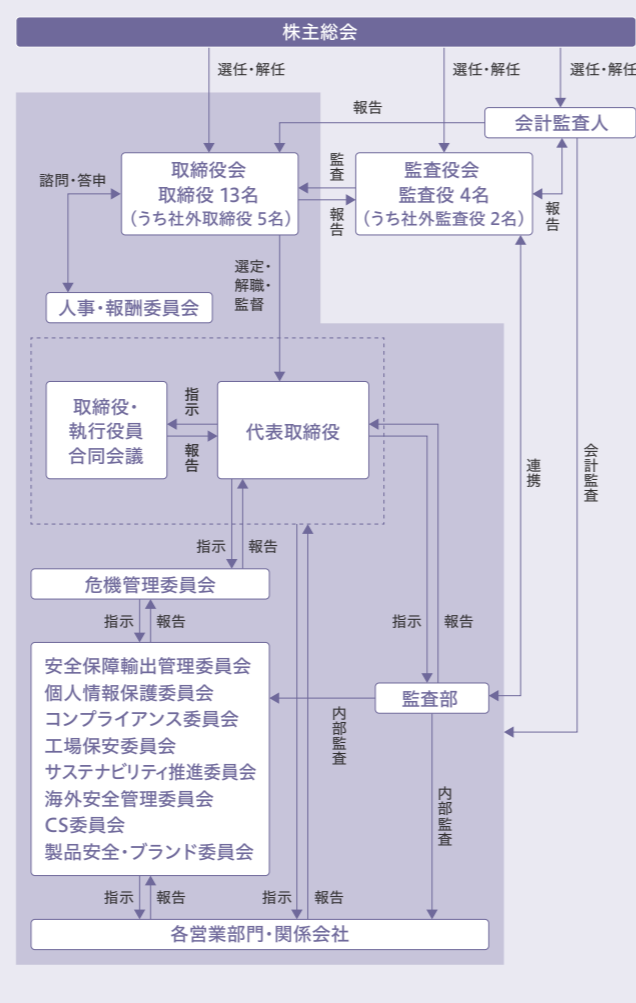 株主総会
選任・解任
選任・解任
選任・解任
報告
会計監査人
諮問・答申
取締役会
取締役 13名
（うち社外取締役 5名）
監査
報告
監査役会
監査役 4名
（うち社外監査役 2名）
報告
人事・報酬委員会
選定・
解職・
監督
取締役・
執行役員
合同会議
指示
報告
代表取締役
連携
会計監査
指示
報告
危機管理委員会
指示
報告
指示
報告
安全保障輸出管理委員会
個人情報保護委員会
コンプライアンス委員会
工場保安委員会
サステナビリティ推進委員会
海外安全管理委員会
CS委員会
製品安全・ブランド委員会
監査部
内部監査
内部監査
指示
報告
指示
報告
各営業部門・関係会社